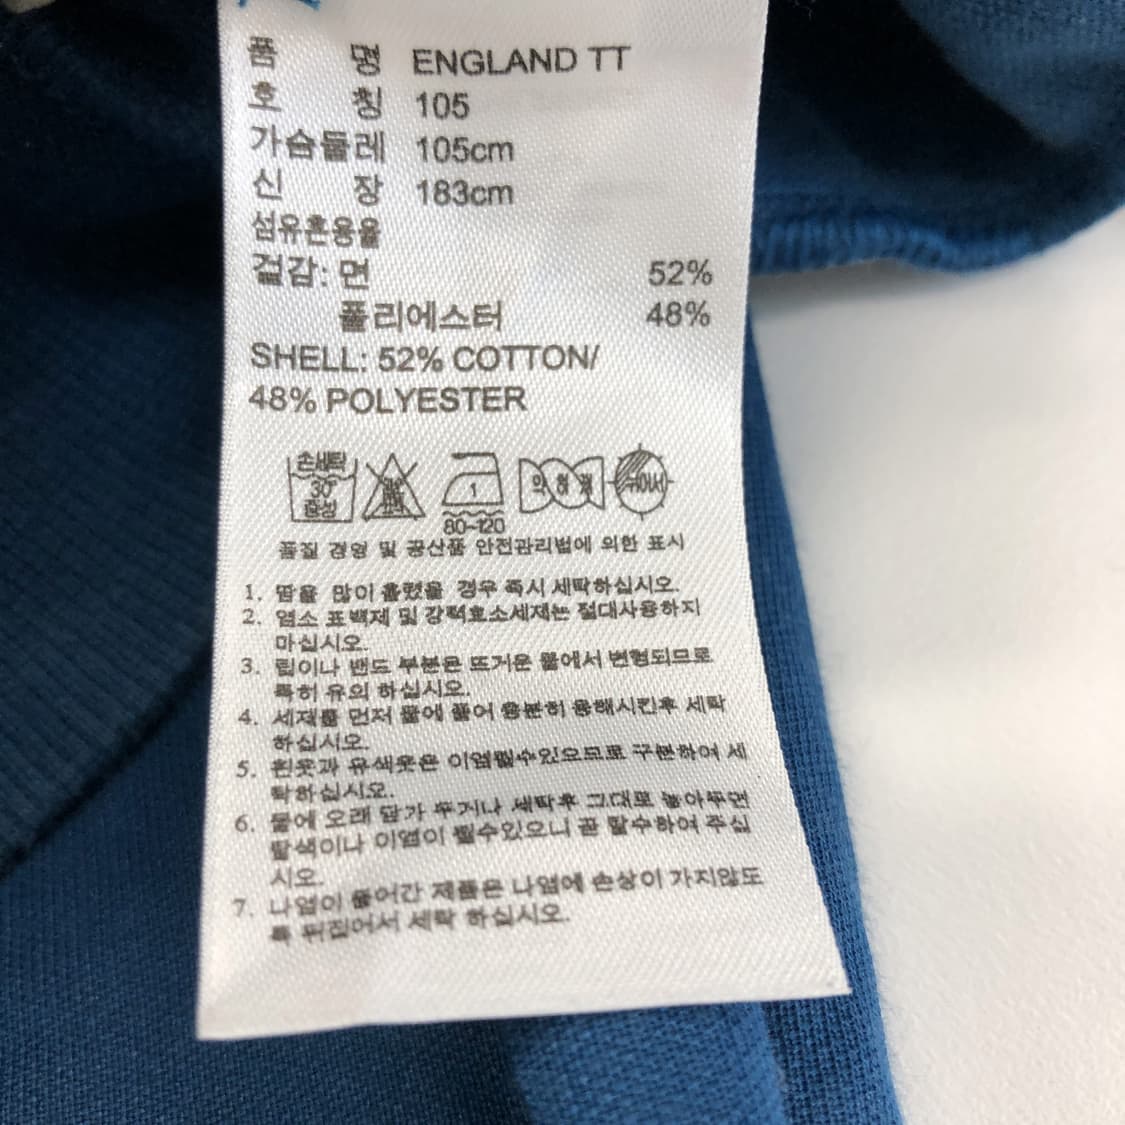 품 명 ENGLAND TT
호 칭 105
가슴둘레 105cm
신 장 183cm
섬유혼용율
겉감: 면 52%
폴리에스터 48%
SHELL: 52% COTTON/
48% POLYESTER
손세탁 30° 중성 1 약하게 뉘어서
80~120
품질 경영 및 공산품 안전관리법에 의한 표시
1. 땀을 많이 흘렸을 경우 즉시 세탁하십시오.
2. 염소 표백제 및 강력효소세제는 절대사용하지
마십시오.
3. 립이나 밴드 부분은 뜨거운 물에서 변형되므로
특히 유의 하십시오.
4. 세제를 먼저 물에 풀어 충분히 용해시킨후 세탁
하십시오.
5. 흰옷과 유색옷은 이염될수있으므로 구분하여 세
탁하십시오.
6. 물에 오래 담가 두거나 세탁후 그대로 놓아두면
탈색이나 이염이 될수있으니 곧 탈수하여 주십
시오.
7. 나염이 들어간 제품은 나염에 손상이 가지않도
록 뒤집어서 세탁 하십시오.